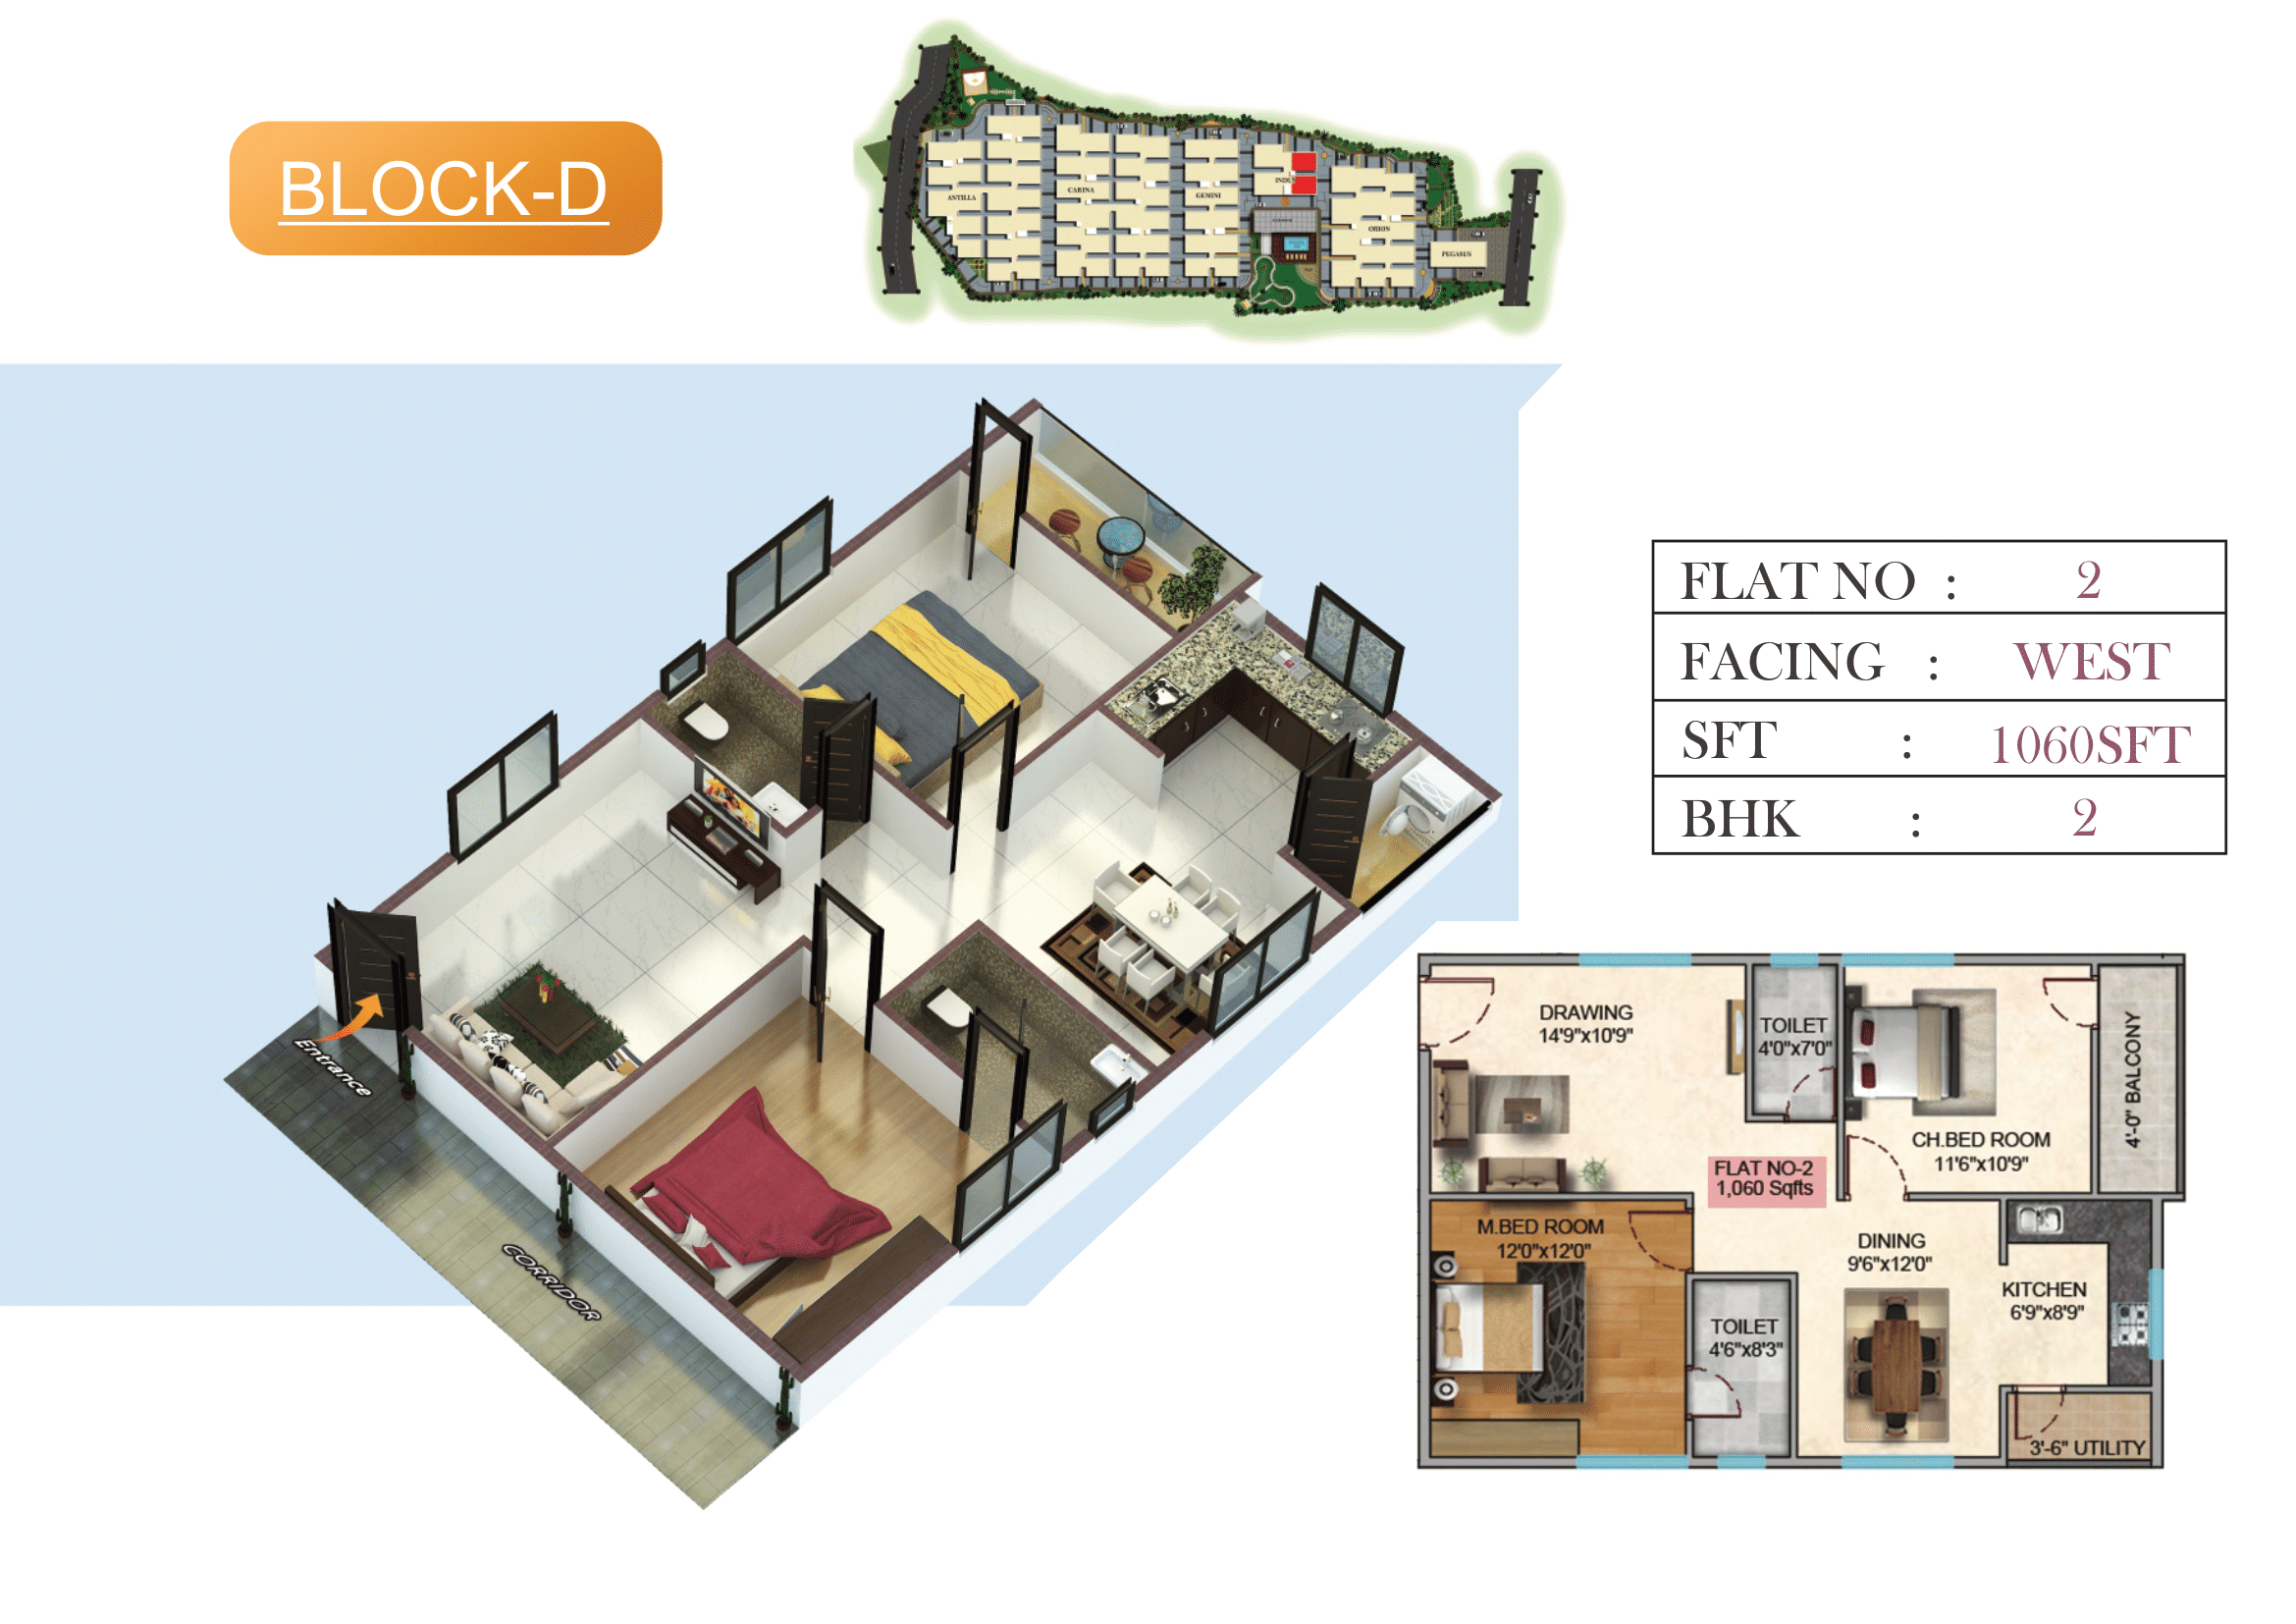 BLOCK-D
ANTILLA
CARINA
GEMINI
INDUS
ORION
PEGASUS
FLAT NO : 2
FACING : WEST
SFT : 1060SFT
BHK : 2
Entrance
CORRIDOR
DRAWING
14'9"x10'9"
TOILET
4'0"x7'0"
CH.BED ROOM
11'6"x10'9"
4'-0" BALCONY
FLAT NO-2
1,060 Sqfts
M.BED ROOM
12'0"x12'0"
DINING
9'6"x12'0"
KITCHEN
6'9"x8'9"
TOILET
4'6"x8'3"
3'-6" UTILITY